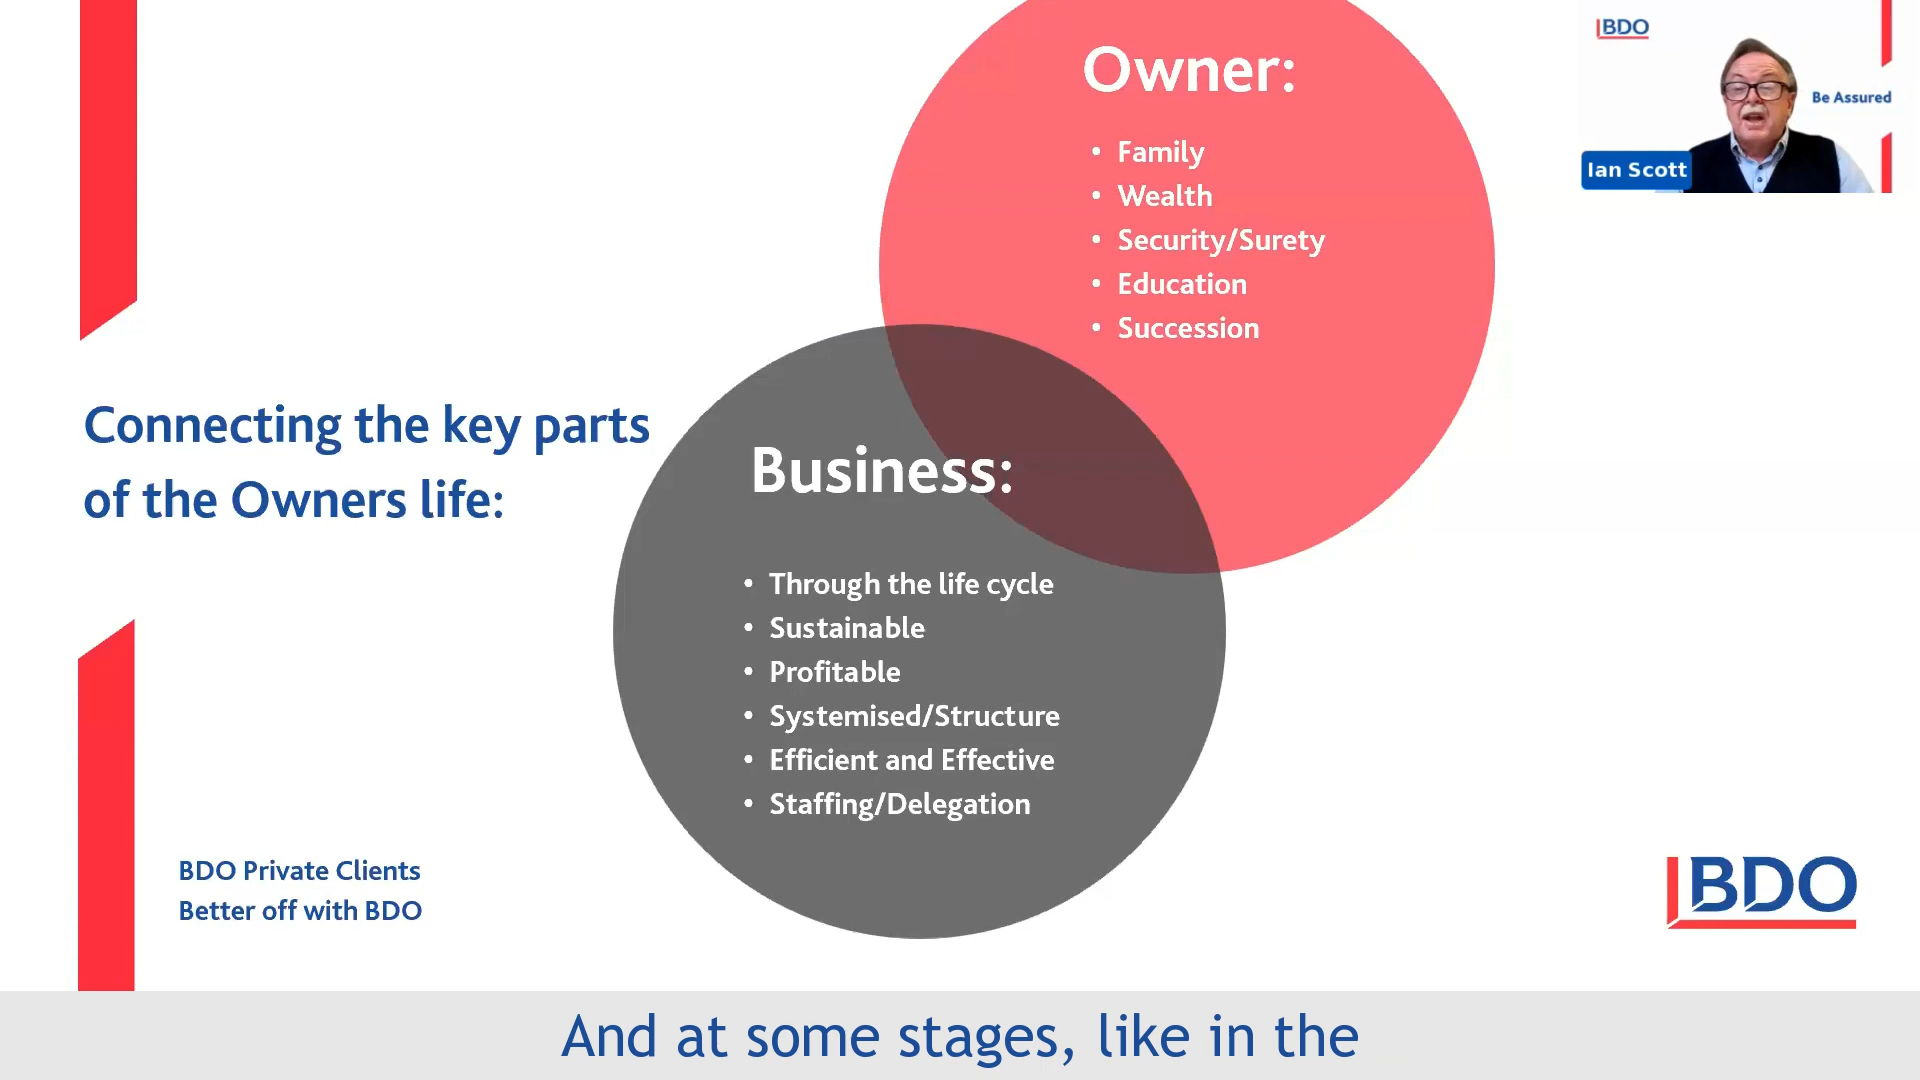 Owner:
• Family
• Wealth
• Security/Surety
• Education
• Succession
BDO
Be Assured
Ian Scott
Connecting the key parts
of the Owners life:
Business:
• Through the life cycle
• Sustainable
• Profitable
• Systemised/Structure
• Efficient and Effective
• Staffing/Delegation
BDO Private Clients
Better off with BDO
BDO
And at some stages, like in the